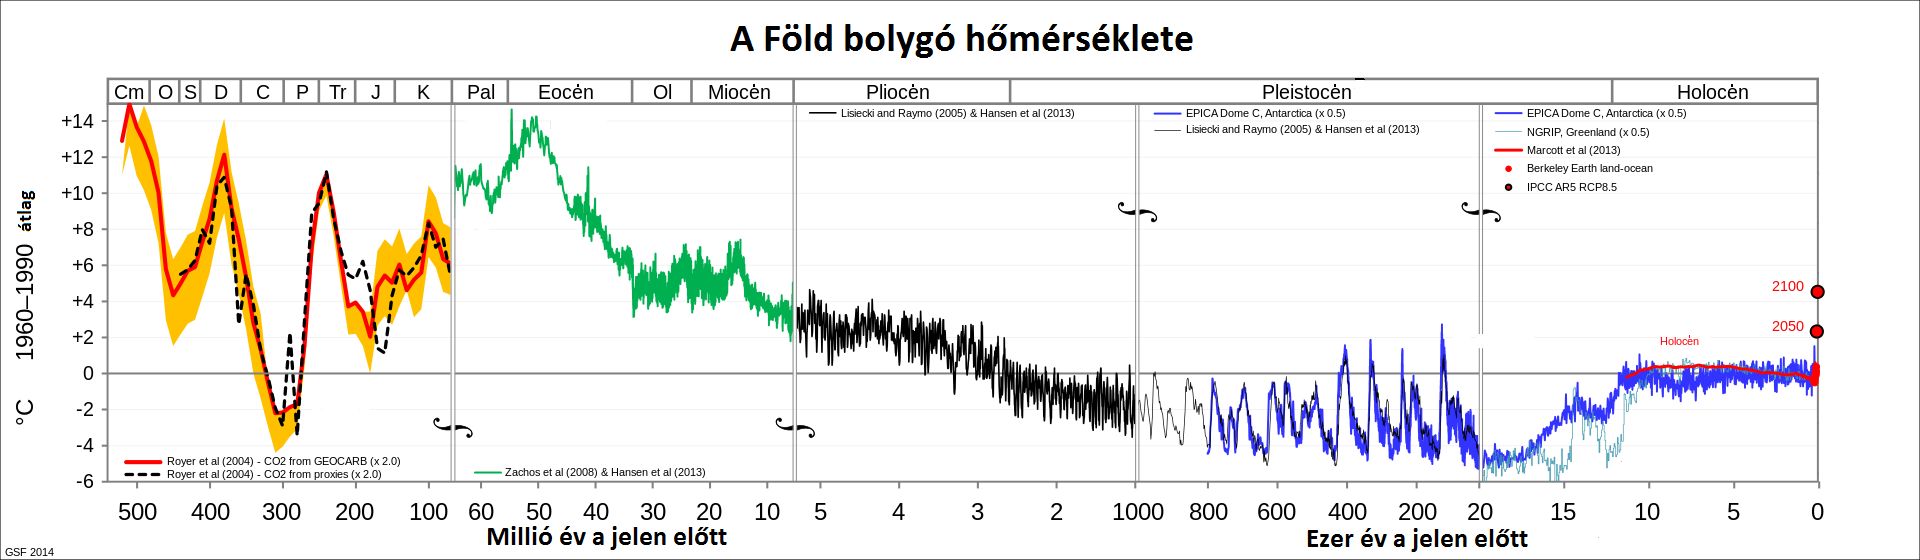 A Föld bolygó hőmérséklete
Cm O S D C P Tr J K Pal Eocėn Ol Miocėn Pliocėn Pleistocėn Holocėn
Lisiecki and Raymo (2005) & Hansen et al (2013)
EPICA Dome C, Antarctica (x 0.5)
Lisiecki and Raymo (2005) & Hansen et al (2013)
EPICA Dome C, Antarctica (x 0.5)
NGRIP, Greenland (x 0.5)
Marcott et al (2013)
Berkeley Earth land-ocean
IPCC AR5 RCP8.5
+14
+12
+10
+8
+6
+4
+2
0
-2
-4
-6
°C 1960–1990 átlag
2100
2050
Holocėn
Royer et al (2004) - CO2 from GEOCARB (x 2.0)
Royer et al (2004) - CO2 from proxies (x 2.0)
Zachos et al (2008) & Hansen et al (2013)
500 400 300 200 100 60 50 40 30 20 10 5 4 3 2 1000 800 600 400 200 20 15 10 5 0
Millió év a jelen előtt
Ezer év a jelen előtt
GSF 2014